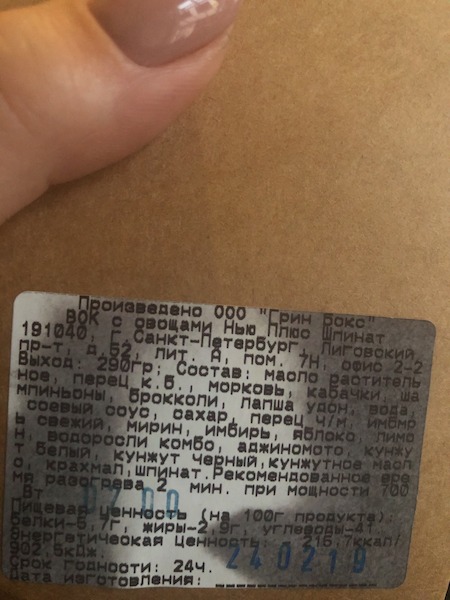 Произведено ООО "Грин Бокс"
ВОК с овощами Нью Плюс Шпинат
191040, г. Санкт-Петербург, Лиговский
пр-т, д.52, лит. А, пом. 7Н, офис 2-2
Выход: 290гр; Состав: масло раститель
ное, перец к.б., морковь, кабачки, ша
мпиньоны, брокколи, лапша удон, вода,
соевый соус, сахар, перец ч/м, имбир
ь свежий, мирин, имбирь, яблоко, лимо
н, водоросли комбо, аджиномото, кунжу
т белый, кунжут черный,кунжутное масл
о, крахмал,шпинат.Рекомендованное вре
мя разогрева 2 мин. при мощности 700
Вт
0700
Пищевая ценность (на 100г продукта):
белки-5,7г, жиры-2,9г, углеводы-41
Энергетическая ценность: - 215.7ккал/
902,5кДж.
Срок годности: 24ч.
240219
Дата изготовления: